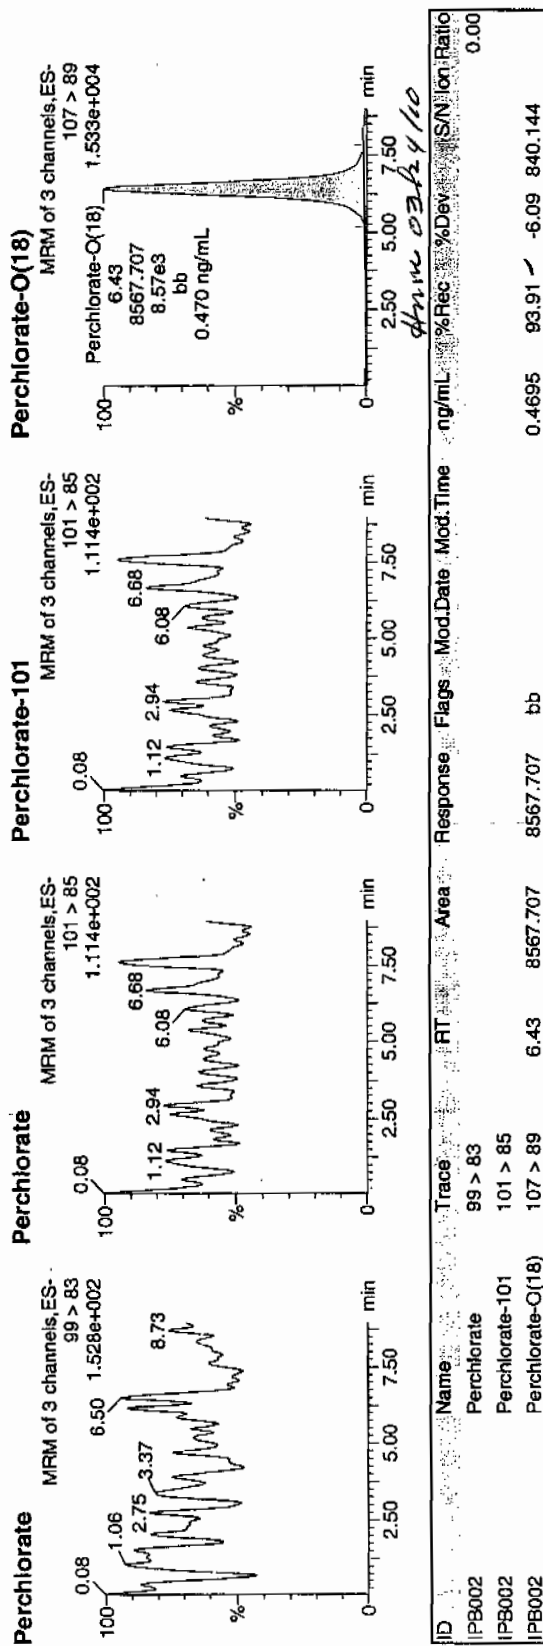 Perchlorate
MRM of 3 channels,ES-
99 > 83
1.528e+002
100
0.08
1.06
2.75
3.37
6.50
8.73
%
0
2.50
5.00
7.50
min
Perchlorate
MRM of 3 channels,ES-
101 > 85
1.114e+002
100
0.08
1.12
2.94
6.08
6.68
%
0
2.50
5.00
7.50
min
Perchlorate-101
MRM of 3 channels,ES-
101 > 85
1.114e+002
100
0.08
1.12
2.94
6.08
6.68
%
0
2.50
5.00
7.50
min
Perchlorate-O(18)
MRM of 3 channels,ES-
107 > 89
1.533e+004
100
Perchlorate-O(18)
6.43
8567.707
8.57e3
bb
0.470 ng/mL
%
0
2.50
5.00
7.50
min
03/24/10
ID Name Trace RT Area Response Flags Mod.Date Mod.Time ng/mL %Rec %Dev S/N Ion Ratio
IPB002 Perchlorate 99 > 83 0.00
IPB002 Perchlorate-101 101 > 85
IPB002 Perchlorate-O(18) 107 > 89 6.43 8567.707 8567.707 bb 0.4695 93.91 -6.09 840.144